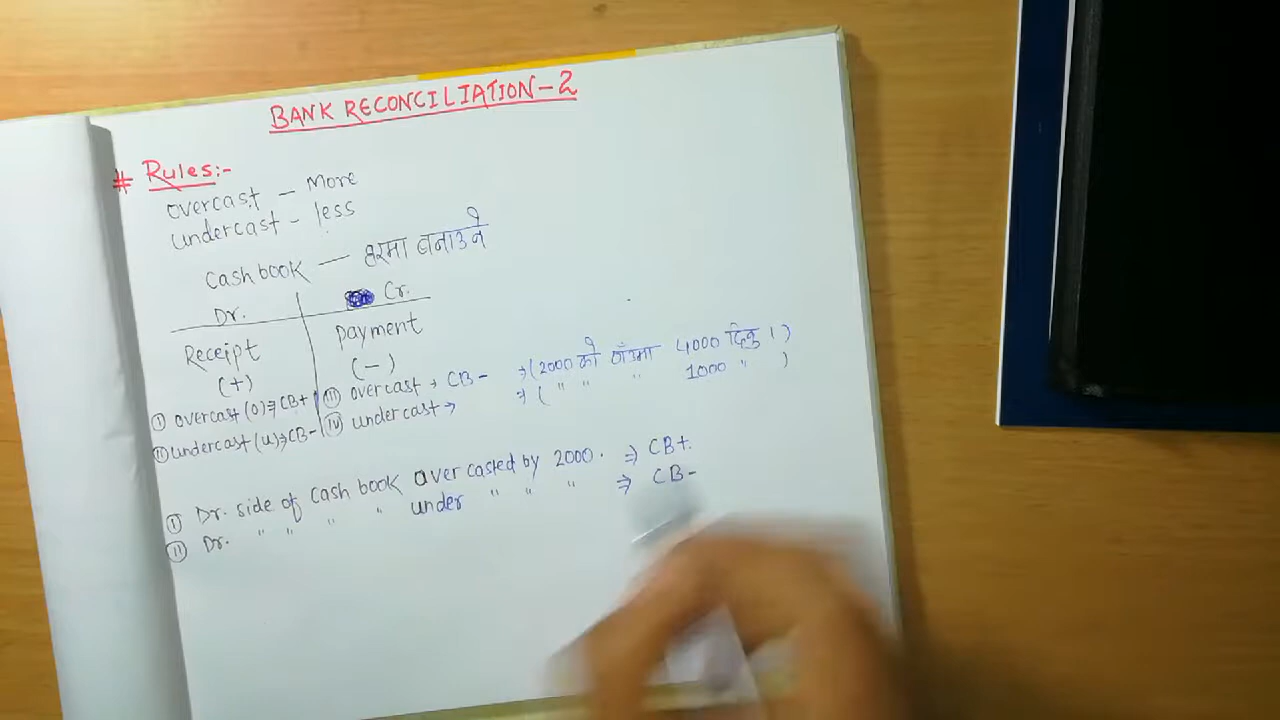 BANK RECONCILIATION-2
# Rules:-
overcast - More
undercast - less
cash book — हरमा बनाउने
Dr. Cr.
Receipt payment
(+) (-)
(I) overcast (o) ⇒ CB+ (III) overcast → CB- ⇒ (2000 को ठाँउमा 4000 दिनु।)
(II) undercast (u) ⇒ CB- (IV) undercast → ⇒ ( " " " 1000 " )
(I) Dr. side of cash book over casted by 2000. ⇒ CB+.
(II) Dr. " " " " under " " " ⇒ CB-